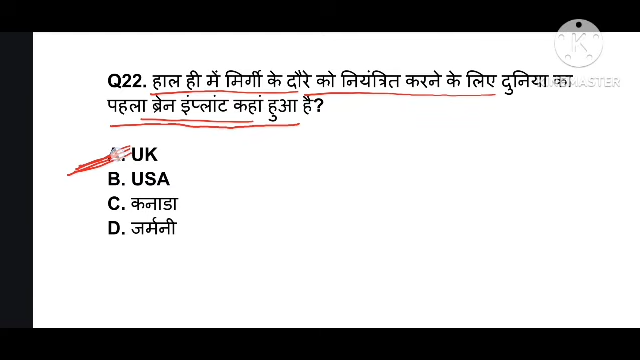 Q22. हाल ही में मिर्गी के दौरे को नियंत्रित करने के लिए दुनिया का
पहला ब्रेन इंप्लांट कहां हुआ है?
A. UK
B. USA
C. कनाडा
D. जर्मनी